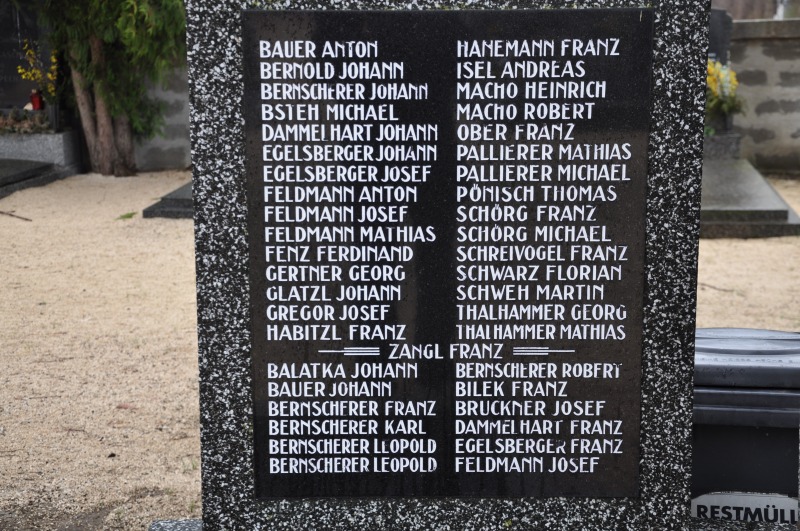 BAUER ANTON
BERNOLD JOHANN
BERNSCHERER JOHANN
BSTEH MICHAEL
DAMMELHART JOHANN
EGELSBERGER JOHANN
EGELSBERGER JOSEF
FELDMANN ANTON
FELDMANN JOSEF
FELDMANN MATHIAS
FENZ FERDINAND
GERTNER GEORG
GLATZL JOHANN
GREGOR JOSEF
HABITZL FRANZ
HANEMANN FRANZ
ISEL ANDREAS
MACHO HEINRICH
MACHO ROBERT
OBER FRANZ
PALLIERER MATHIAS
PALLIERER MICHAEL
PÖNISCH THOMAS
SCHÖRG FRANZ
SCHÖRG MICHAEL
SCHREIVOGEL FRANZ
SCHWARZ FLORIAN
SCHWEH MARTIN
THALHAMMER GEORG
THALHAMMER MATHIAS
ZANGL FRANZ
BALATKA JOHANN
BAUER JOHANN
BERNSCHERER FRANZ
BERNSCHERER KARL
BERNSCHERER LEOPOLD
BERNSCHERER LEOPOLD
BERNSCHERER ROBERT
BILEK FRANZ
BRUCKNER JOSEF
DAMMELHART FRANZ
EGELSBERGER FRANZ
FELDMANN JOSEF
RESTMÜLL